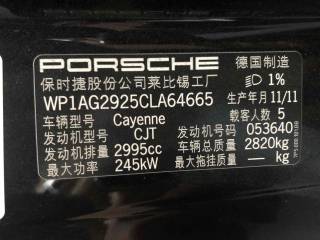 PORSCHE 德国制造
保时捷股份公司莱比锡工厂 1%
WP1AG2925CLA64665 生产年月 11/11
车辆型号 Cayenne 载客人数 5
发动机型号 CJT 发动机号码 053640
发动机排量 2995cc 车辆总质量 2820kg
最大功率 245kW 最大拖挂质量 — kg